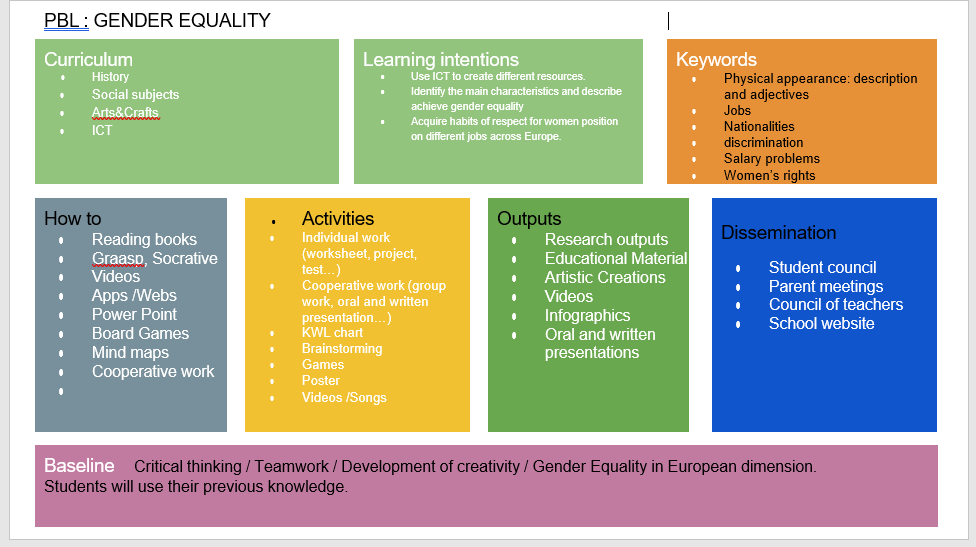 PBL : GENDER EQUALITY
Curriculum
History
Social subjects
Arts&Crafts
ICT
Learning intentions
Use ICT to create different resources.
Identify the main characteristics and describe
achieve gender equality
Acquire habits of respect for women position
on different jobs across Europe.
Keywords
Physical appearance: description
and adjectives
Jobs
Nationalities
discrimination
Salary problems
Women's rights
How to
Reading books
Graasp, Socrative
Videos
Apps /Webs
Power Point
Board Games
Mind maps
Cooperative work
Activities
Individual work
(worksheet, project,
test…)
Cooperative work (group
work, oral and written
presentation…)
KWL chart
Brainstorming
Games
Poster
Videos /Songs
Outputs
Research outputs
Educational Material
Artistic Creations
Videos
Infographics
Oral and written
presentations
Dissemination
Student council
Parent meetings
Council of teachers
School website
Baseline Critical thinking / Teamwork / Development of creativity / Gender Equality in European dimension.
Students will use their previous knowledge.